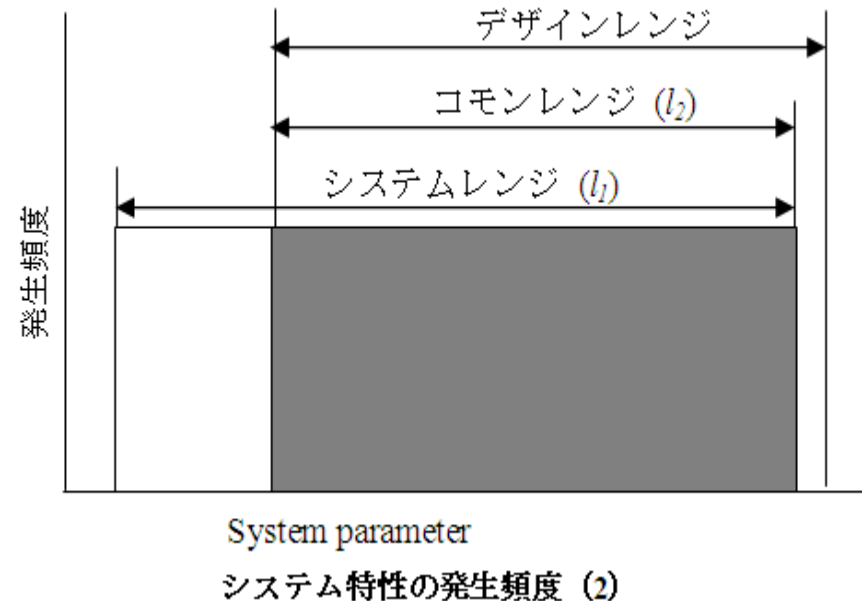 デザインレンジ
コモンレンジ (l2)
システムレンジ (l1)
発生頻度
System parameter
システム特性の発生頻度 (2)